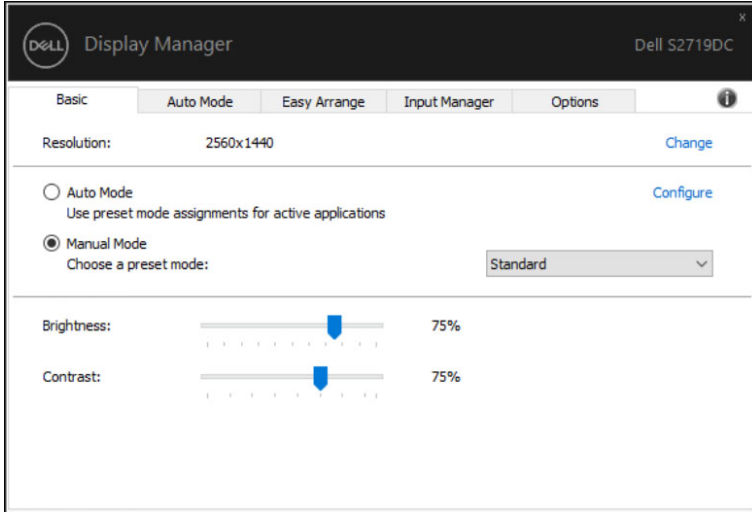 x
DELL Display Manager Dell S2719DC
Basic Auto Mode Easy Arrange Input Manager Options i
Resolution: 2560x1440 Change
Auto Mode Configure
Use preset mode assignments for active applications
Manual Mode
Choose a preset mode: Standard
Brightness: 75%
Contrast: 75%